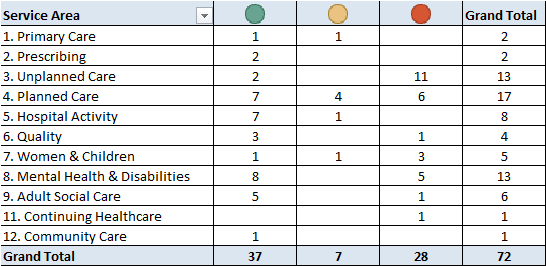 Service Area Grand Total
1. Primary Care 1 1 2
2. Prescribing 2 2
3. Unplanned Care 2 11 13
4. Planned Care 7 4 6 17
5. Hospital Activity 7 1 8
6. Quality 3 1 4
7. Women & Children 1 1 3 5
8. Mental Health & Disabilities 8 5 13
9. Adult Social Care 5 1 6
11. Continuing Healthcare 1 1
12. Community Care 1 1
Grand Total 37 7 28 72